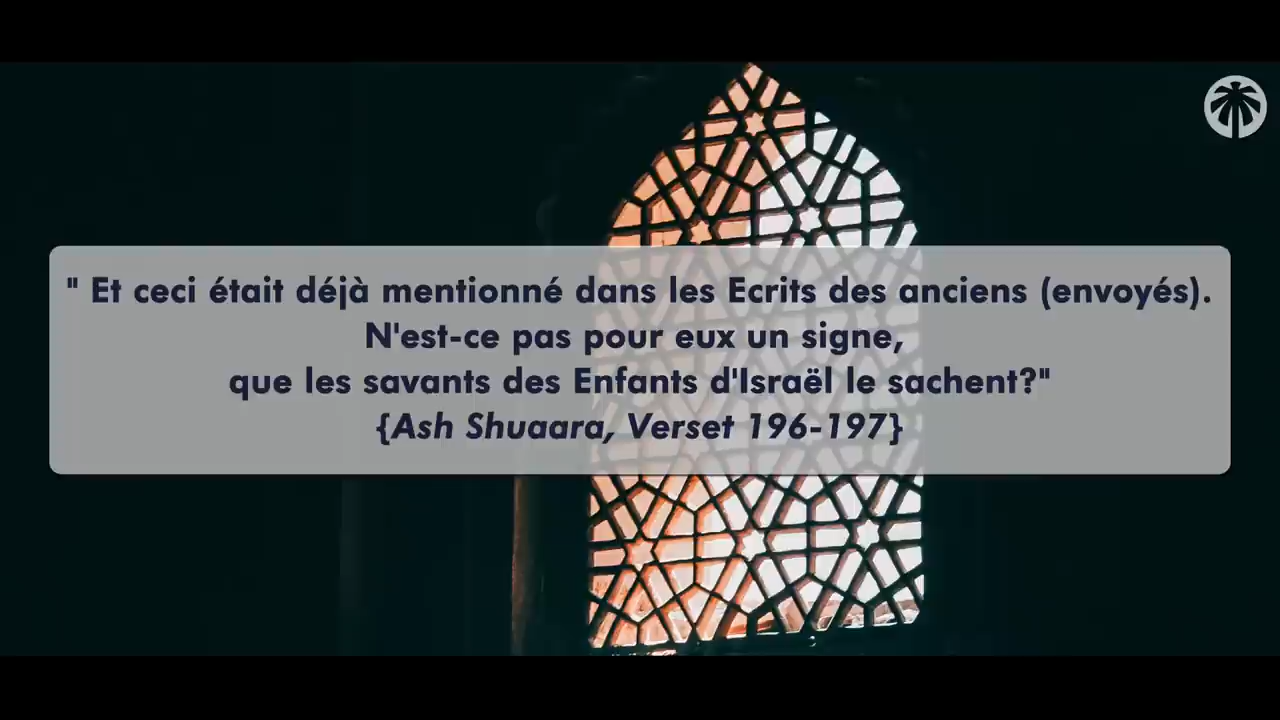 " Et ceci était déjà mentionné dans les Ecrits des anciens (envoyés).
N'est-ce pas pour eux un signe,
que les savants des Enfants d'Israël le sachent?"
{Ash Shuaara, Verset 196-197}